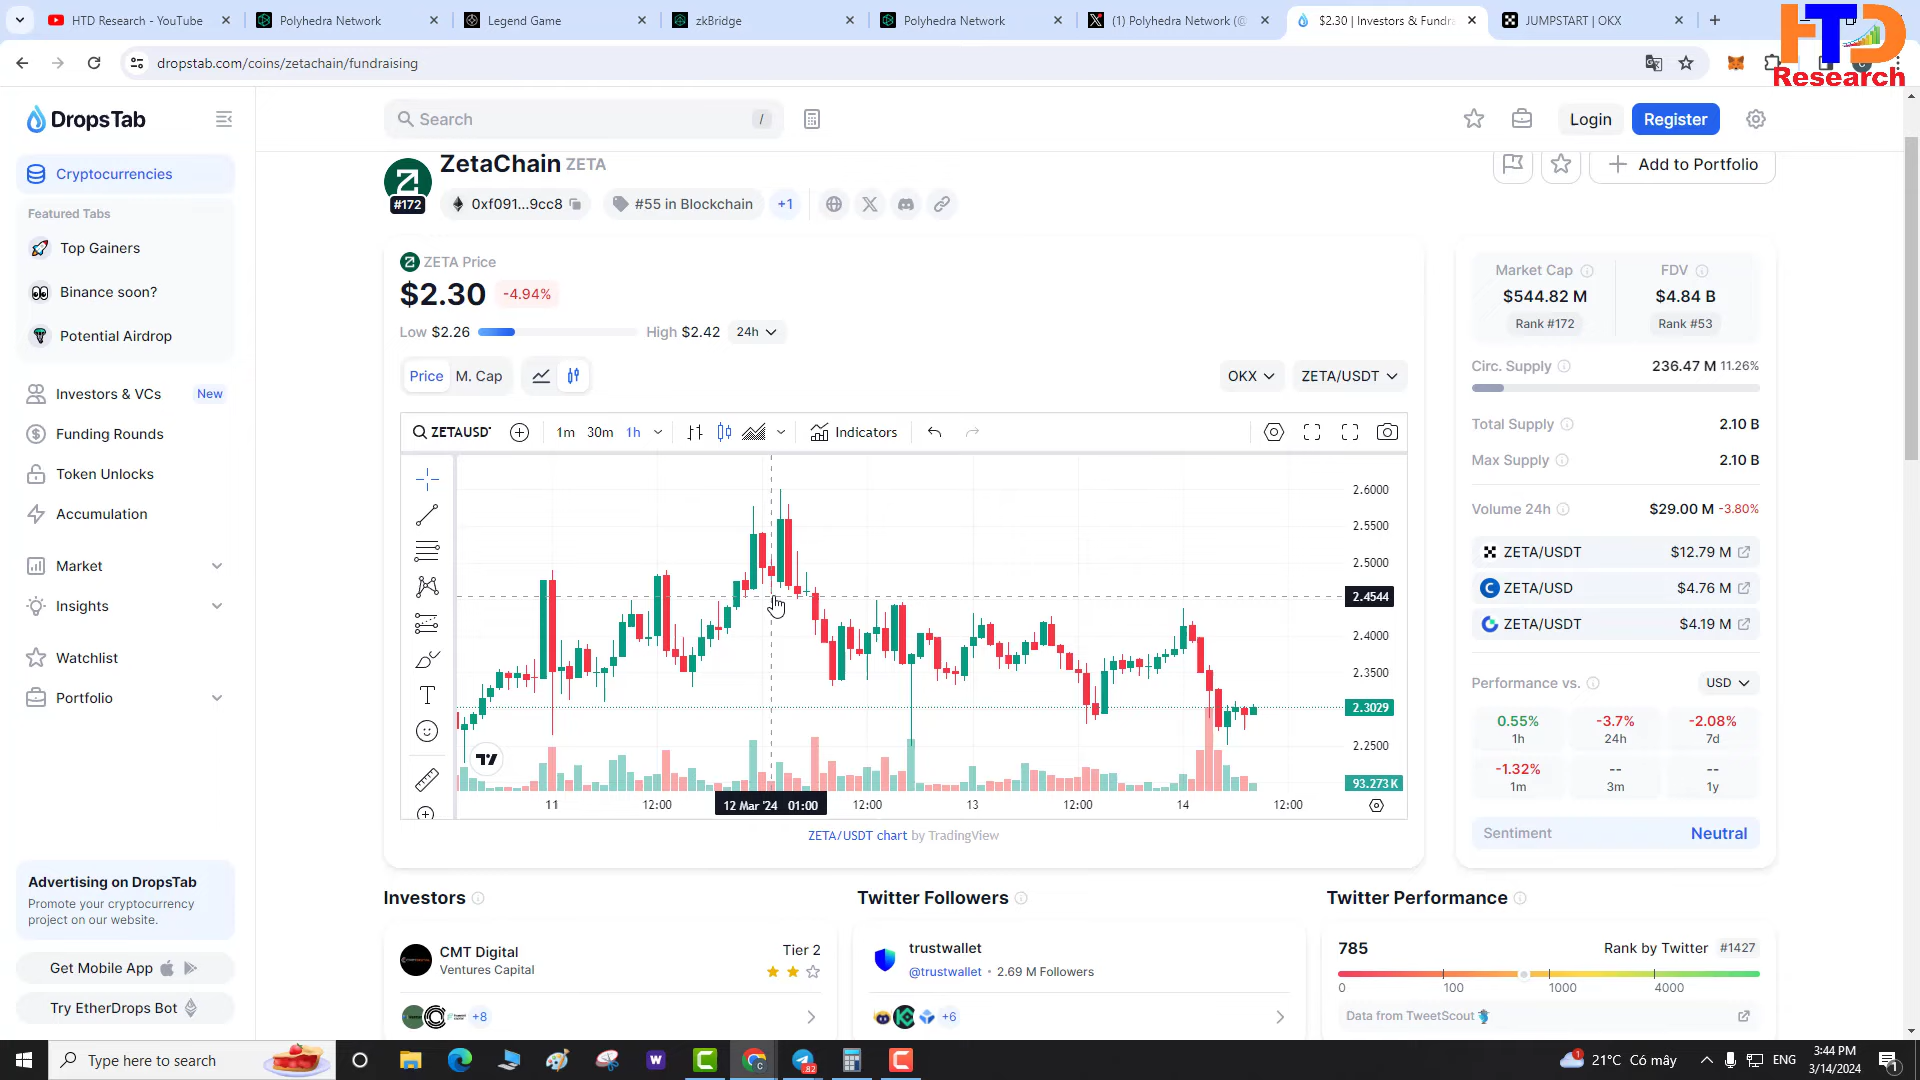 HTD Research - YouTube
Polyhedra Network
Legend Game
zkBridge
Polyhedra Network
(1) Polyhedra Network (@
$2.30 | Investors & Fundra
JUMPSTART | OKX
HTD
Research
dropstab.com/coins/zetachain/fundraising
DropsTab
Search
/
Login
Register
Cryptocurrencies
Featured Tabs
Top Gainers
Binance soon?
Potential Airdrop
Investors & VCs New
Funding Rounds
Token Unlocks
Accumulation
Market
Insights
Watchlist
Portfolio
Advertising on DropsTab
Promote your cryptocurrency
project on our website.
Get Mobile App
Try EtherDrops Bot
ZetaChain ZETA
#172
0xf091...9cc8
#55 in Blockchain
+1
Add to Portfolio
ZETA Price
$2.30 -4.94%
Low $2.26 High $2.42 24h
Price M. Cap
OKX ZETA/USDT
ZETAUSD
1m 30m 1h
Indicators
2.6000
2.5500
2.5000
2.4544
2.4000
2.3500
2.3029
2.2500
93.273K
11 12:00 12 Mar '24 01:00 12:00 13 12:00 14 12:00
ZETA/USDT chart by TradingView
Market Cap FDV
$544.82 M $4.84 B
Rank #172 Rank #53
Circ. Supply 236.47 M 11.26%
Total Supply 2.10 B
Max Supply 2.10 B
Volume 24h $29.00 M -3.80%
ZETA/USDT $12.79 M
ZETA/USD $4.76 M
ZETA/USDT $4.19 M
Performance vs. USD
0.55% -3.7% -2.08%
1h 24h 7d
-1.32% -- --
1m 3m 1y
Sentiment Neutral
Investors
CMT Digital Tier 2
Ventures Capital
+8
Twitter Followers
trustwallet
@trustwallet • 2.69 M Followers
+6
Twitter Performance
785 Rank by Twitter #1427
0 100 1000 4000
Data from TweetScout
Type here to search
82
21°C Có mây
ENG
3:44 PM
3/14/2024